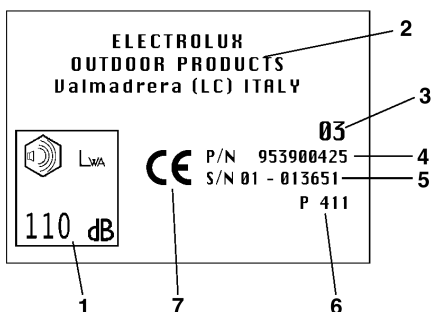 ELECTROLUX
OUTDOOR PRODUCTS
Valmadrera (LC) ITALY
2
3
03
P/N 953900425
4
S/N 01 - 013651
5
P 411
LWA
110 dB
CE
1
7
6